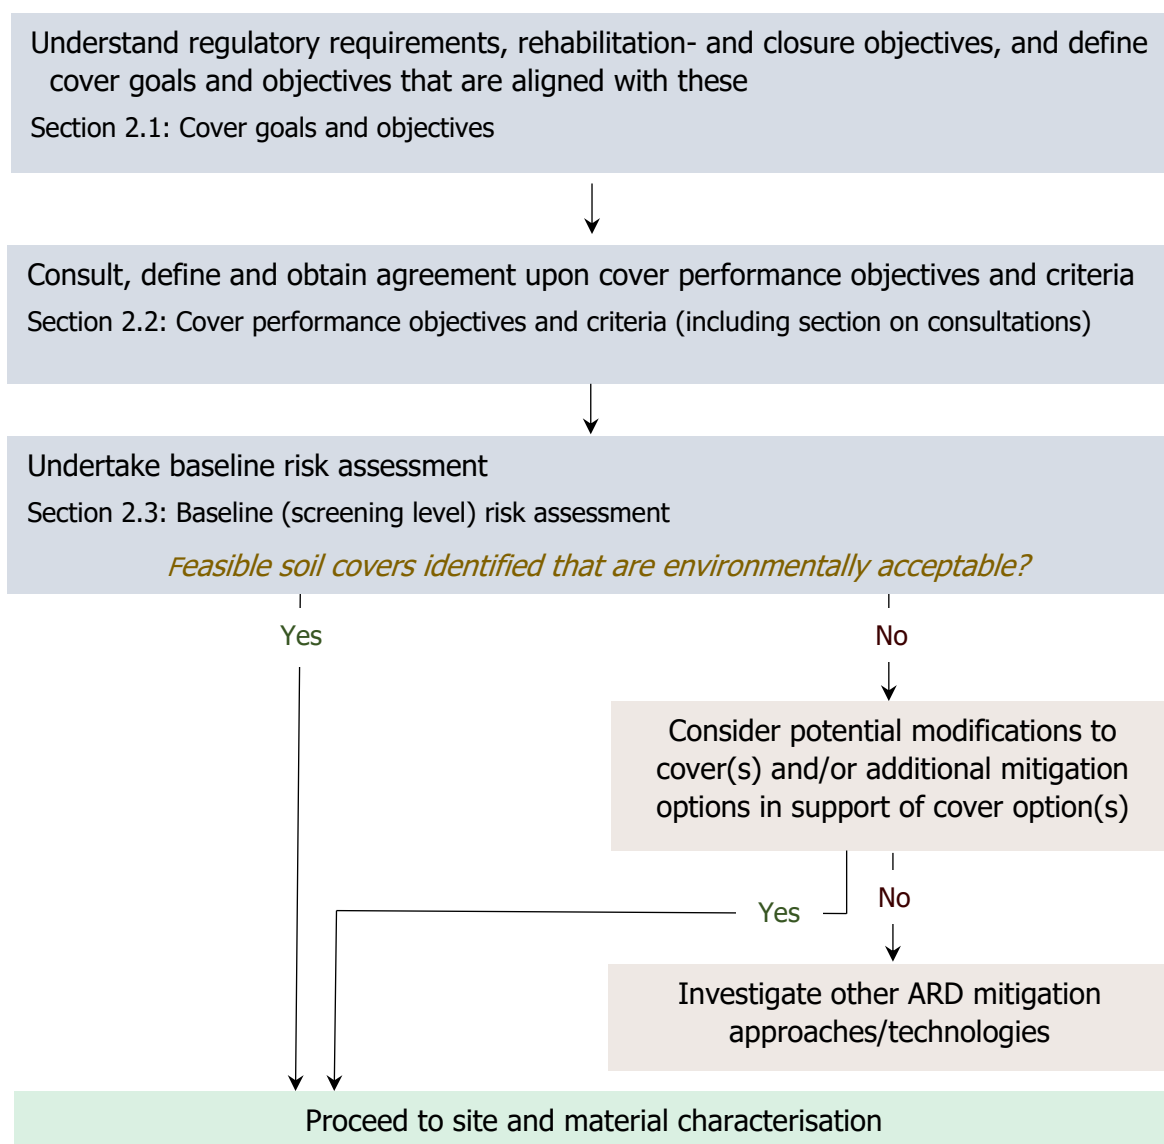 Understand regulatory requirements, rehabilitation- and closure objectives, and define
cover goals and objectives that are aligned with these
Section 2.1: Cover goals and objectives
Consult, define and obtain agreement upon cover performance objectives and criteria
Section 2.2: Cover performance objectives and criteria (including section on consultations)
Undertake baseline risk assessment
Section 2.3: Baseline (screening level) risk assessment
Feasible soil covers identified that are environmentally acceptable?
Yes
No
Consider potential modifications to
cover(s) and/or additional mitigation
options in support of cover option(s)
Yes
No
Investigate other ARD mitigation
approaches/technologies
Proceed to site and material characterisation